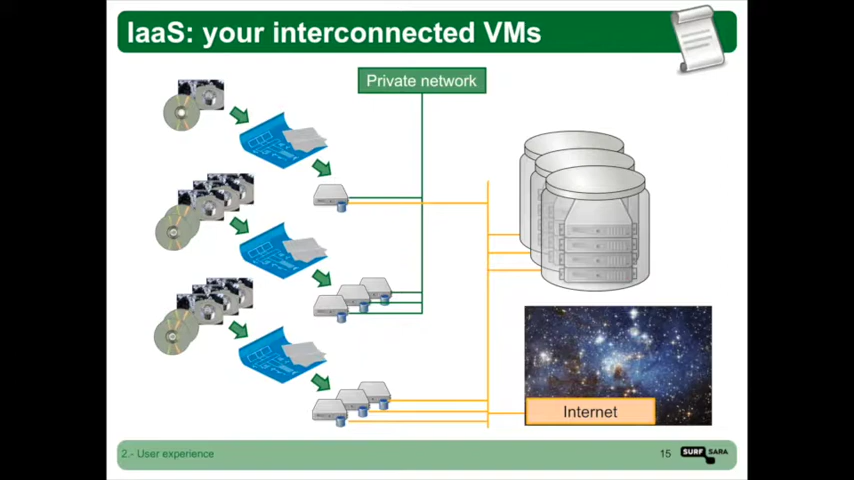 IaaS: your interconnected VMs
Private network
Internet
2.- User experience
15
SURF SARA